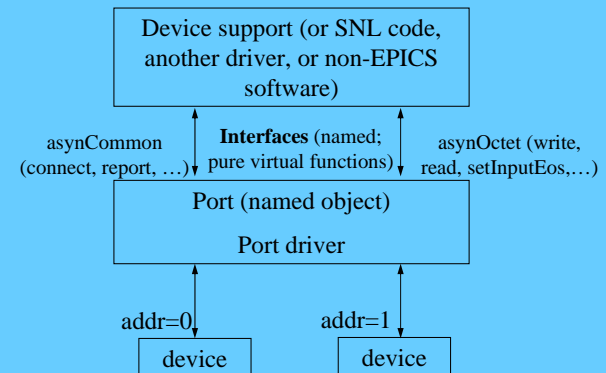 Device support (or SNL code,
another driver, or non-EPICS
software)
asynCommon
(connect, report, …)
Interfaces (named;
pure virtual functions)
asynOctet (write,
read, setInputEos,…)
Port (named object)
Port driver
addr=0
addr=1
device
device